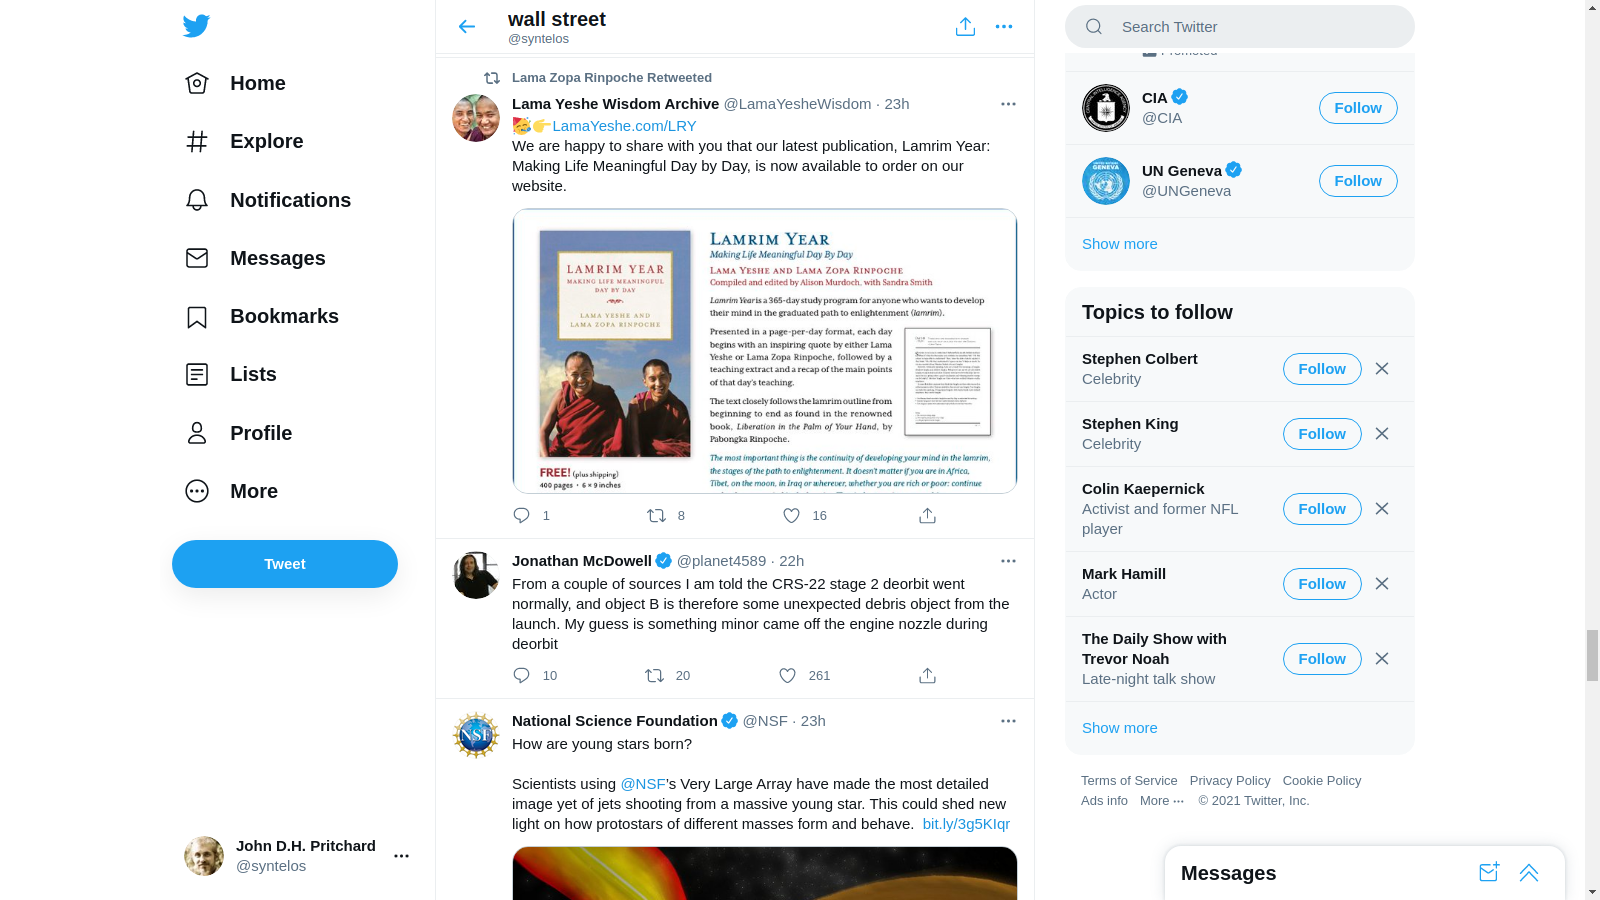 Home
Explore
Notifications
Messages
Bookmarks
Lists
Profile
More
Tweet
John D.H. Pritchard
@syntelos
wall street
@syntelos
Lama Zopa Rinpoche Retweeted
Lama Yeshe Wisdom Archive @LamaYesheWisdom · 23h
🥳👉LamaYeshe.com/LRY
We are happy to share with you that our latest publication, Lamrim Year:
Making Life Meaningful Day by Day, is now available to order on our
website.
LAMRIM YEAR
MAKING LIFE MEANINGFUL
DAY BY DAY
LAMA YESHE AND
LAMA ZOPA RINPOCHE
FREE! (plus shipping)
400 pages • 6 × 9 inches
LAMRIM YEAR
Making Life Meaningful Day By Day
LAMA YESHE AND LAMA ZOPA RINPOCHE
Compiled and edited by Alison Murdoch, with Sandra Smith
Lamrim Year is a 365-day study program for anyone who wants to develop
their mind in the graduated path to enlightenment (lamrim).
Presented in a page-per-day format, each day
begins with an inspiring quote by either Lama
Yeshe or Lama Zopa Rinpoche, followed by a
teaching extract and a recap of the main points
of that day's teaching.
The text closely follows the lamrim outline from
beginning to end as found in the renowned
book, Liberation in the Palm of Your Hand, by
Pabongka Rinpoche.
The most important thing is the continuity of developing your mind in the lamrim,
the stages of the path to enlightenment. It doesn't matter if you are in Africa,
Tibet, on the moon, in Iraq or wherever, whether you are rich or poor: continue
1 8 16
Jonathan McDowell @planet4589 · 22h
From a couple of sources I am told the CRS-22 stage 2 deorbit went
normally, and object B is therefore some unexpected debris object from the
launch. My guess is something minor came off the engine nozzle during
deorbit
10 20 261
National Science Foundation @NSF · 23h
NSF
How are young stars born?
Scientists using @NSF's Very Large Array have made the most detailed
image yet of jets shooting from a massive young star. This could shed new
light on how protostars of different masses form and behave. bit.ly/3g5KIqr
Search Twitter
Promoted
CIA
@CIA
Follow
UN Geneva
@UNGeneva
Follow
GENEVA
Show more
Topics to follow
Stephen Colbert
Celebrity
Follow
Stephen King
Celebrity
Follow
Colin Kaepernick
Activist and former NFL
player
Follow
Mark Hamill
Actor
Follow
The Daily Show with
Trevor Noah
Late-night talk show
Follow
Show more
Terms of Service Privacy Policy Cookie Policy
Ads info More ··· © 2021 Twitter, Inc.
Messages